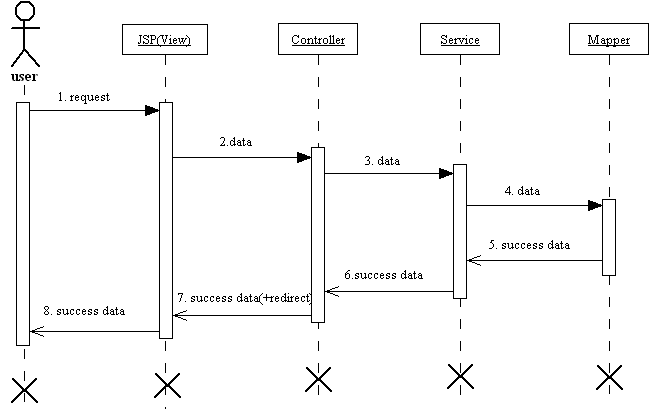 JSP(View)
Controller
Service
Mapper
user
1. request
2.data
3. data
4. data
5. success data
6.success data
7. success data(+redirect)
8. success data